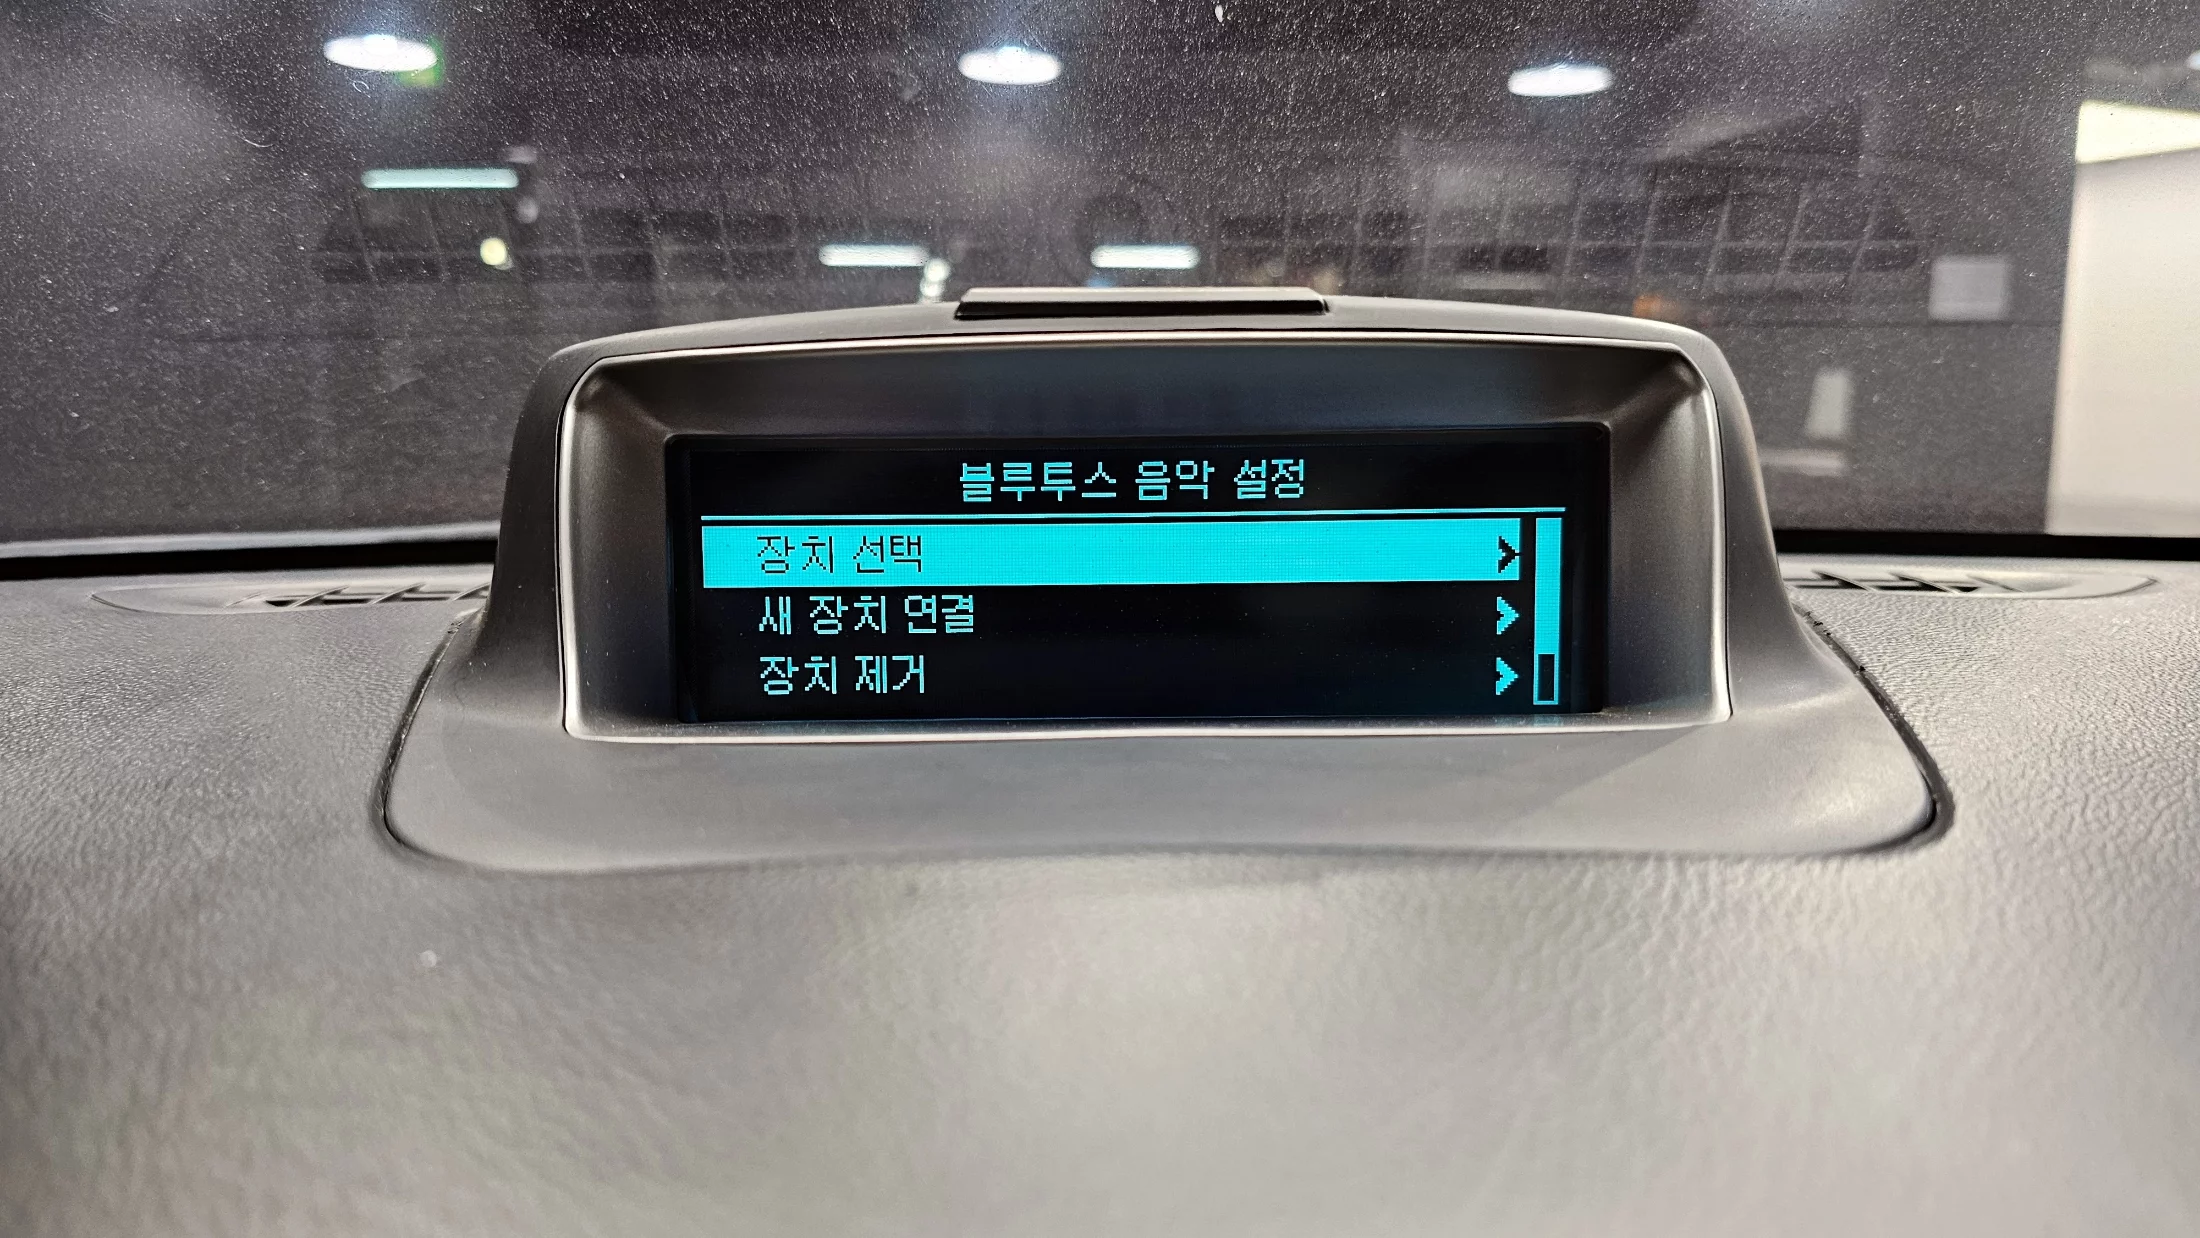 블루투스 음악 설정
장치 선택
새 장치 연결
장치 제거